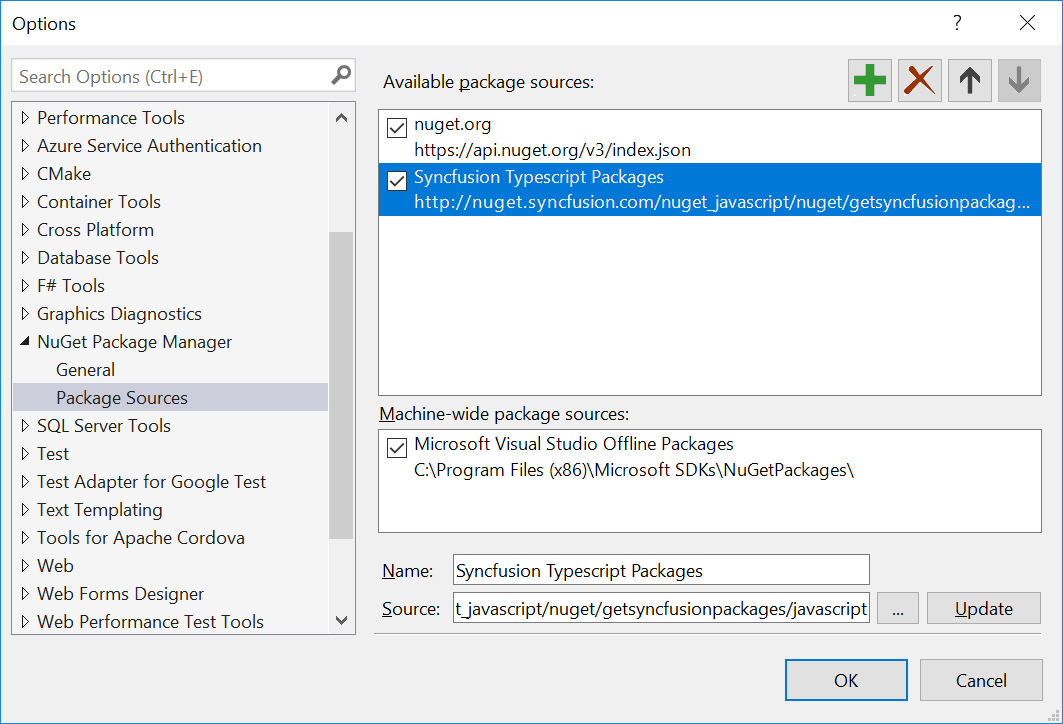 Options
?
Search Options (Ctrl+E)
Performance Tools
Azure Service Authentication
CMake
Container Tools
Cross Platform
Database Tools
F# Tools
Graphics Diagnostics
NuGet Package Manager
General
Package Sources
SQL Server Tools
Test
Test Adapter for Google Test
Text Templating
Tools for Apache Cordova
Web
Web Forms Designer
Web Performance Test Tools
Available package sources:
nuget.org
https://api.nuget.org/v3/index.json
Syncfusion Typescript Packages
http://nuget.syncfusion.com/nuget_javascript/nuget/getsyncfusionpackag...
Machine-wide package sources:
Microsoft Visual Studio Offline Packages
C:\Program Files (x86)\Microsoft SDKs\NuGetPackages\
Name: Syncfusion Typescript Packages
Source: t_javascript/nuget/getsyncfusionpackages/javascript ... Update
OK Cancel